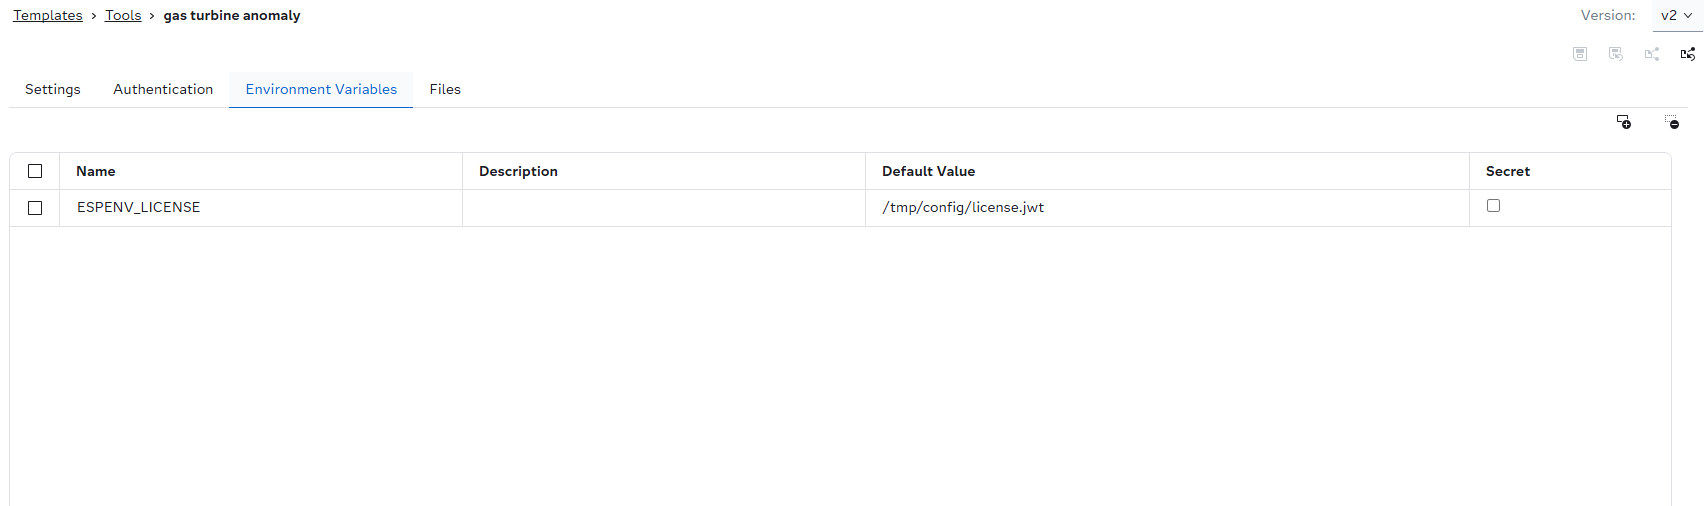 Templates > Tools > gas turbine anomaly
Version: v2
Settings Authentication Environment Variables Files
Name Description Default Value Secret
ESPENV_LICENSE /tmp/config/license.jwt